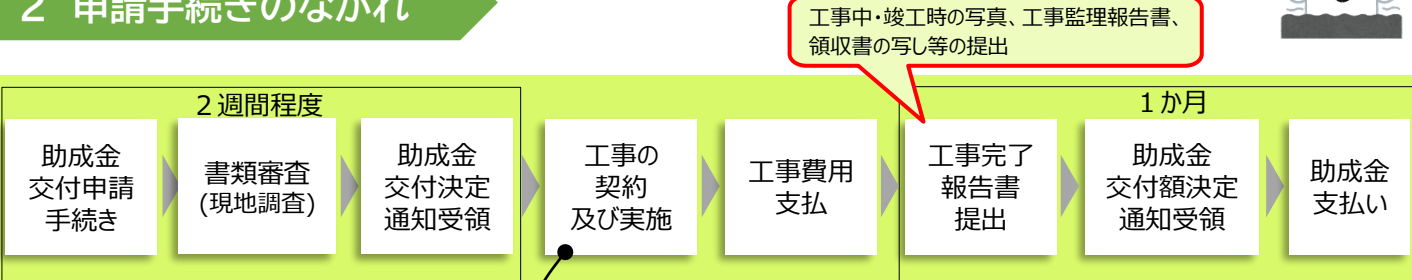 2 申請手続きのながれ
工事中・竣工時の写真、工事監理報告書、
領収書の写し等の提出
２週間程度
１か月
助成金
交付申請
手続き
書類審査
(現地調査)
助成金
交付決定
通知受領
工事の
契約
及び実施
工事費用
支払
工事完了
報告書
提出
助成金
交付額決定
通知受領
助成金
支払い